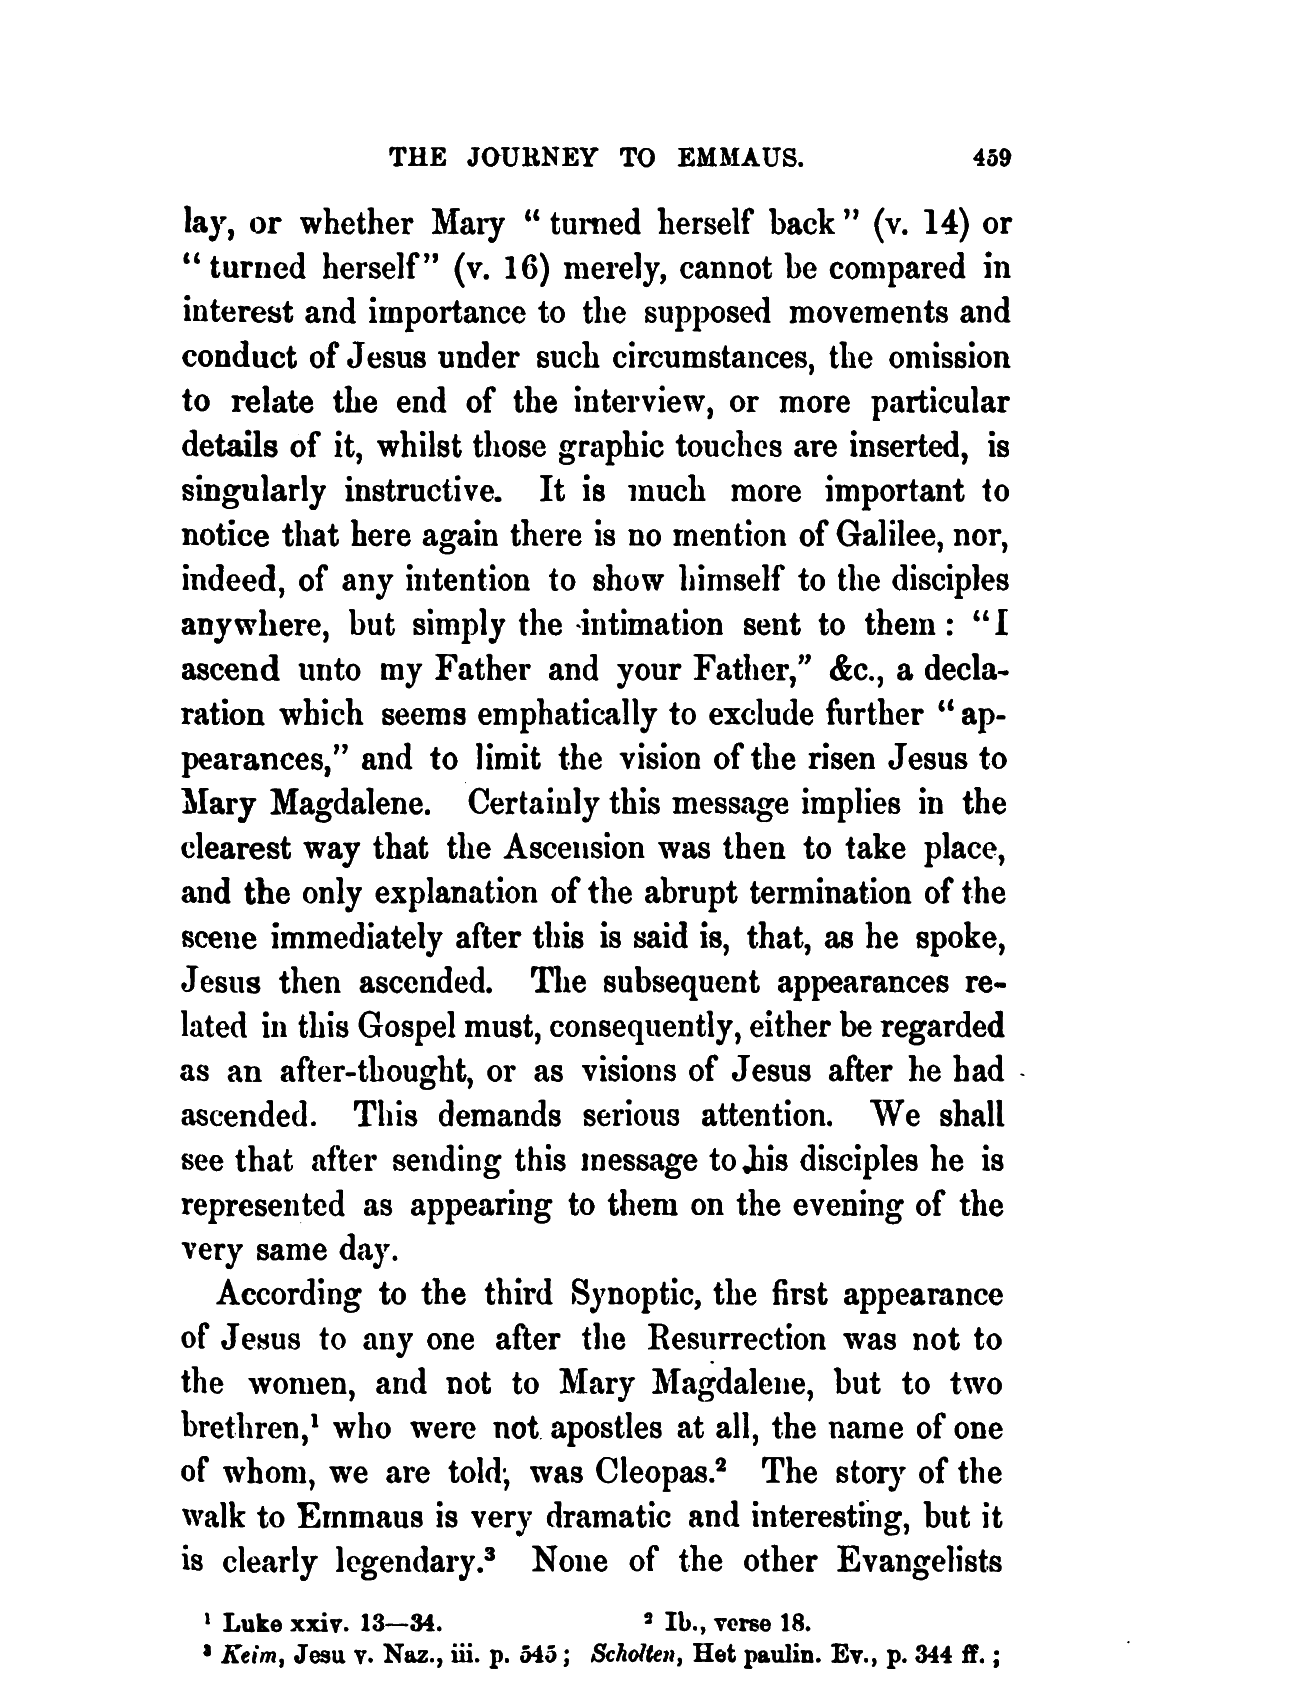 THE JOURNEY TO EMMAUS. 459
lay, or whether Mary “turned herself back” (v. 14) or
“turned herself” (v. 16) merely, cannot be compared in
interest and importance to the supposed movements and
conduct of Jesus under such circumstances, the omission
to relate the end of the interview, or more particular
details of it, whilst those graphic touches are inserted, is
singularly instructive. It is much more important to
notice that here again there is no mention of Galilee, nor,
indeed, of any intention to show himself to the disciples
anywhere, but simply the intimation sent to them : “I
ascend unto my Father and your Father,” &c., a decla-
ration which seems emphatically to exclude further “ap-
pearances,” and to limit the vision of the risen Jesus to
Mary Magdalene. Certainly this message implies in the
clearest way that the Ascension was then to take place,
and the only explanation of the abrupt termination of the
scene immediately after this is said is, that, as he spoke,
Jesus then ascended. The subsequent appearances re-
lated in this Gospel must, consequently, either be regarded
as an after-thought, or as visions of Jesus after he had
ascended. This demands serious attention. We shall
see that after sending this message to his disciples he is
represented as appearing to them on the evening of the
very same day.
According to the third Synoptic, the first appearance
of Jesus to any one after the Resurrection was not to
the women, and not to Mary Magdalene, but to two
brethren,¹ who were not apostles at all, the name of one
of whom, we are told, was Cleopas.² The story of the
walk to Emmaus is very dramatic and interesting, but it
is clearly legendary.³ None of the other Evangelists
¹ Luke xxiv. 13—34. ² Ib., verse 18.
³ Keim, Jesu v. Naz., iii. p. 545 ; Scholten, Het paulin. Ev., p. 344 ff. ;